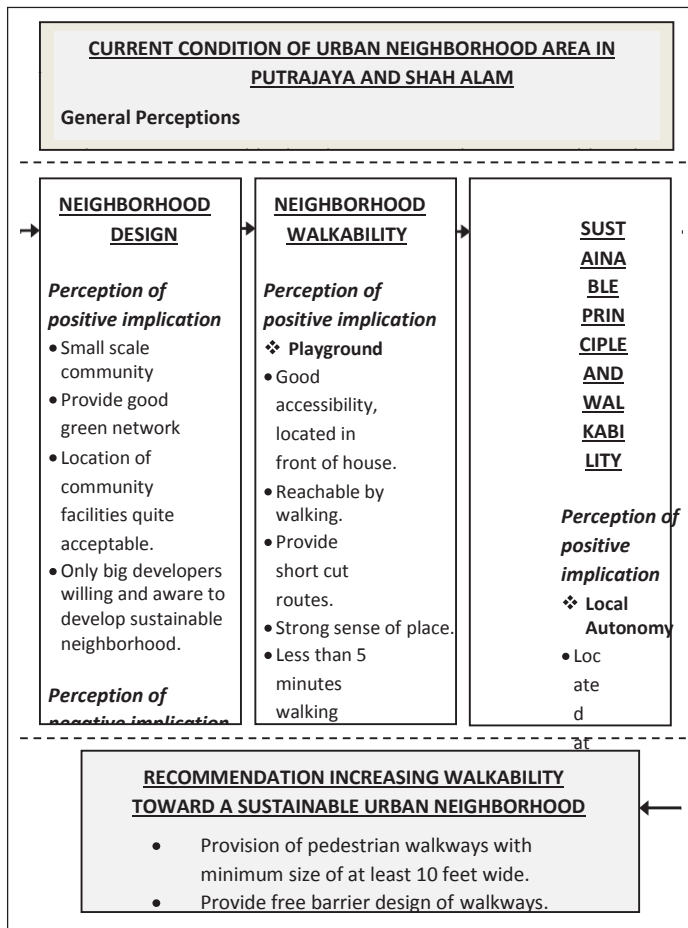 CURRENT CONDITION OF URBAN NEIGHBORHOOD AREA IN
PUTRAJAYA AND SHAH ALAM
General Perceptions
NEIGHBORHOOD
DESIGN
Perception of
positive implication
• Small scale
community
• Provide good
green network
• Location of
community
facilities quite
acceptable.
• Only big developers
willing and aware to
develop sustainable
neighborhood.
Perception of
negative implication
NEIGHBORHOOD
WALKABILITY
Perception of
positive implication
❖ Playground
• Good
accessibility,
located in
front of house.
• Reachable by
walking.
• Provide
short cut
routes.
• Strong sense of place.
• Less than 5
minutes
walking
SUST
AINA
BLE
PRIN
CIPLE
AND
WAL
KABI
LITY
Perception of
positive
implication
❖ Local
Autonomy
• Loc
ate
d
at
RECOMMENDATION INCREASING WALKABILITY
TOWARD A SUSTAINABLE URBAN NEIGHBORHOOD
• Provision of pedestrian walkways with
minimum size of at least 10 feet wide.
• Provide free barrier design of walkways.